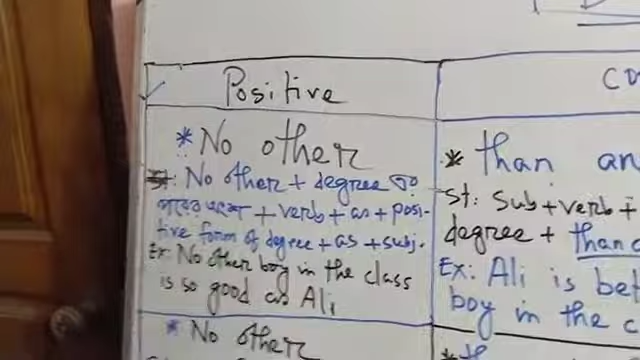 Positive
* No other
St: No other + degree এর
পরের অংশ + verb + as + posi-
tive form of degree + as + subj.
Ex: No other boy in the class
is so good as Ali
* No other
* than an
St: Sub + verb +
degree + than
Ex: Ali is bet
boy in the c